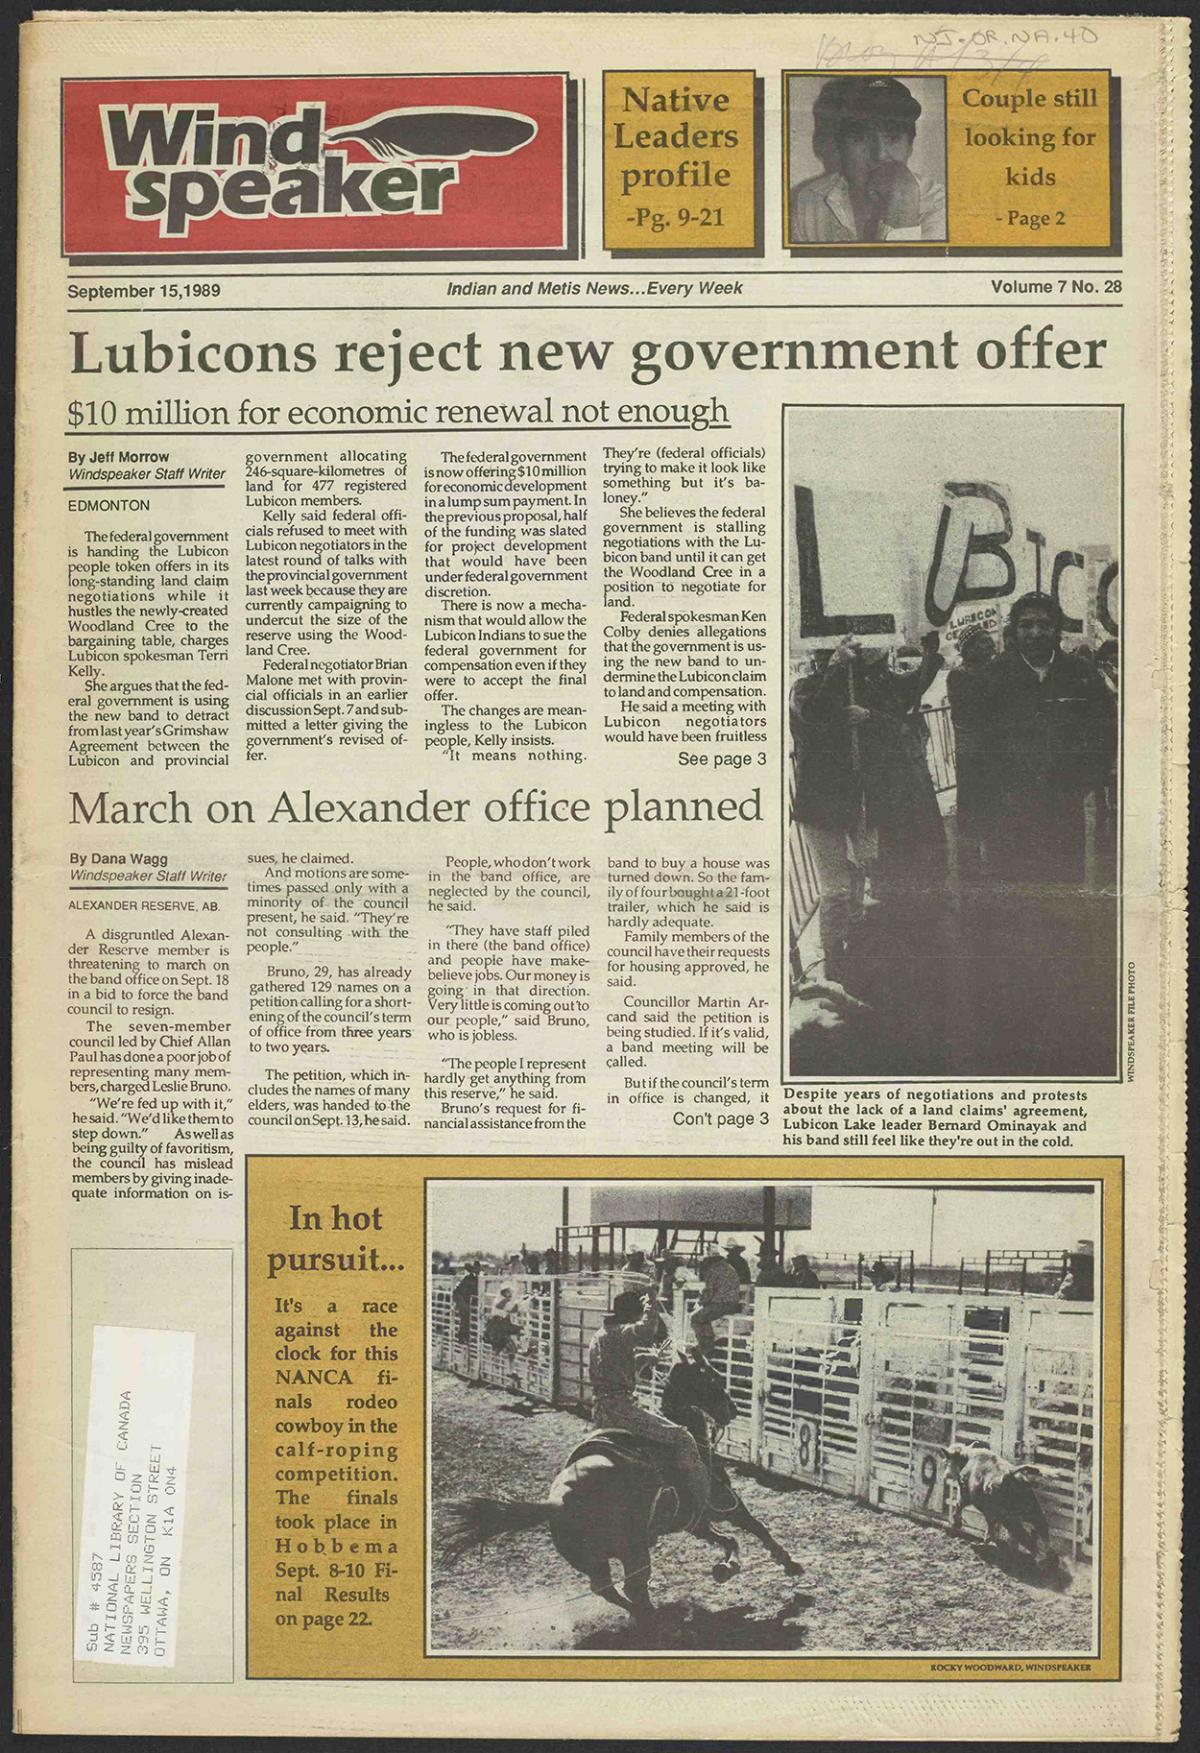 NJ.OR.NA.40
Wind
speaker
Native
Leaders
profile
-Pg. 9-21
Couple still
looking for
kids
- Page 2
September 15,1989
Indian and Metis News...Every Week
Volume 7 No. 28
Lubicons reject new government offer
$10 million for economic renewal not enough
By Jeff Morrow
Windspeaker Staff Writer
EDMONTON
The federal government
is handing the Lubicon
people token offers in its
long-standing land claim
negotiations while it
hustles the newly-created
Woodland Cree to the
bargaining table, charges
Lubicon spokesman Terri
Kelly.
She argues that the fed-
eral government is using
the new band to detract
from last year's Grimshaw
Agreement between the
Lubicon and provincial
government allocating
246-square-kilometres of
land for 477 registered
Lubicon members.
Kelly said federal offi-
cials refused to meet with
Lubicon negotiators in the
latest round of talks with
the provincial government
last week because they are
currently campaigning to
undercut the size of the
reserve using the Wood-
land Cree.
Federal negotiator Brian
Malone met with provin-
cial officials in an earlier
discussion Sept. 7 and sub-
mitted a letter giving the
government's revised of-
fer.
The federal government
is now offering $10 million
for economic development
in a lump sum payment. In
the previous proposal, half
of the funding was slated
for project development
that would have been
under federal government
discretion.
There is now a mecha-
nism that would allow the
Lubicon Indians to sue the
federal government for
compensation even if they
were to accept the final
offer.
The changes are mean-
ingless to the Lubicon
people, Kelly insists.
"It means nothing.
They're (federal officials)
trying to make it look like
something but it's ba-
loney."
She believes the federal
government is stalling
negotiations with the Lu-
bicon band until it can get
the Woodland Cree in a
position to negotiate for
land.
Federal spokesman Ken
Colby denies allegations
that the government is us-
ing the new band to un-
dermine the Lubicon claim
to land and compensation.
He said a meeting with
Lubicon negotiators
would have been fruitless
See page 3
LUBICO
LUBICON
WINDSPEAKER FILE PHOTO
Despite years of negotiations and protests
about the lack of a land claims' agreement,
Lubicon Lake leader Bernard Ominayak and
his band still feel like they're out in the cold.
March on Alexander office planned
By Dana Wagg
Windspeaker Staff Writer
ALEXANDER RESERVE, AB.
A disgruntled Alexan-
der Reserve member is
threatening to march on
the band office on Sept. 18
in a bid to force the band
council to resign.
The seven-member
council led by Chief Allan
Paul has done a poor job of
representing many mem-
bers, charged Leslie Bruno.
"We're fed up with it,"
he said. "We'd like them to
step down." As well as
being guilty of favoritism,
the council has mislead
members by giving inade-
quate information on is-
sues, he claimed.
And motions are some-
times passed only with a
minority of the council
present, he said. "They're
not consulting with the
people."
Bruno, 29, has already
gathered 129 names on a
petition calling for a short-
ening of the council's term
of office from three years
to two years.
The petition, which in-
cludes the names of many
elders, was handed to the
council on Sept. 13, he said.
People, who don't work
in the band office, are
neglected by the council,
he said.
"They have staff piled
in there (the band office)
and people have make-
believe jobs. Our money is
going in that direction.
Very little is coming out to
our people," said Bruno,
who is jobless.
"The people I represent
hardly get anything from
this reserve," he said.
Bruno's request for fi-
nancial assistance from the
band to buy a house was
turned down. So the fam-
ily of four bought a 21-foot
trailer, which he said is
hardly adequate.
Family members of the
council have their requests
for housing approved, he
said.
Councillor Martin Ar-
cand said the petition is
being studied. If it's valid,
a band meeting will be
called.
But if the council's term
in office is changed, it
Con't page 3
In hot
pursuit...
It's a race
against the
clock for this
NANCA fi-
nals rodeo
cowboy in the
calf-roping
competition.
The finals
took place in
Hobbema
Sept. 8-10 Fi-
nal Results
on page 22.
8
9
ROCKY WOODWARD, WINDSPEAKER
Sub # 4587
NATIONAL LIBRARY OF CANADA
NEWSPAPERS SECTION
395 WELLINGTON STREET
OTTAWA, ON K1A 0N4